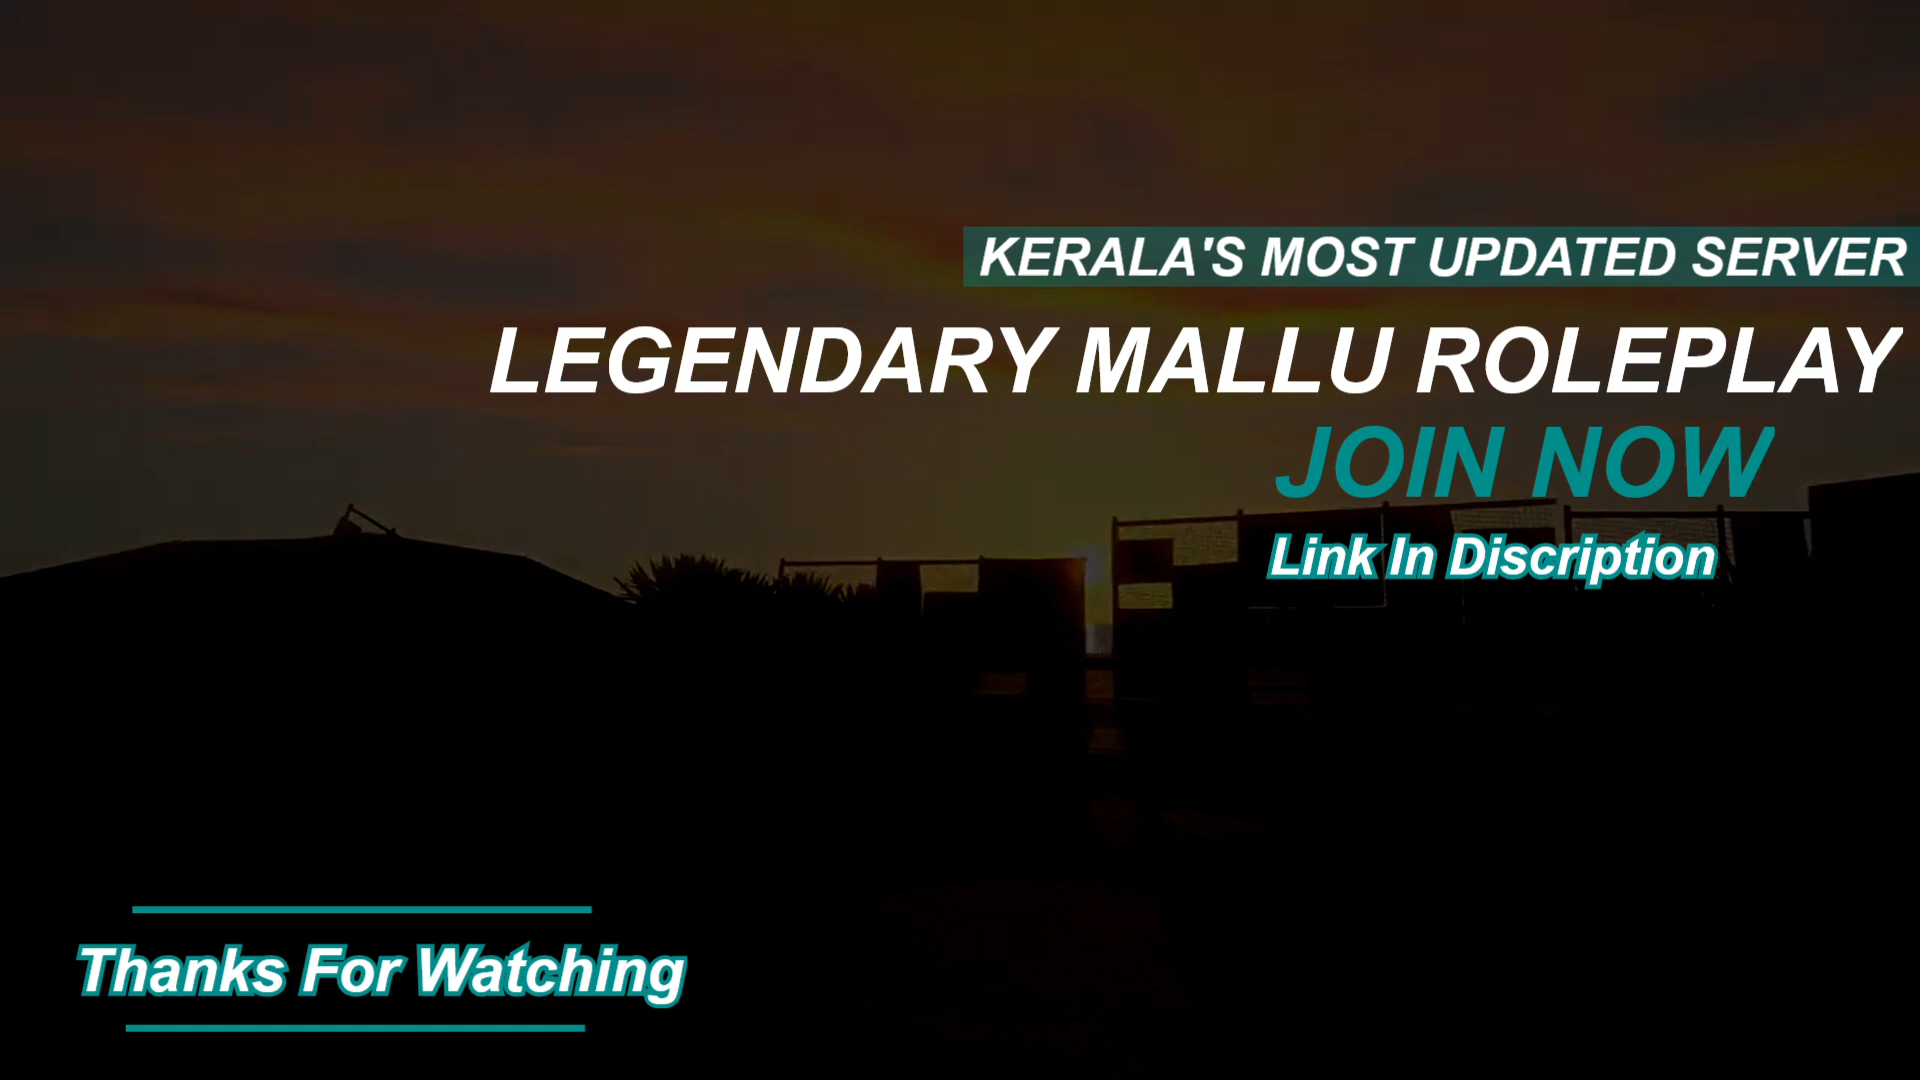 KERALA'S MOST UPDATED SERVER
LEGENDARY MALLU ROLEPLAY
JOIN NOW
Link In Discription
Thanks For Watching